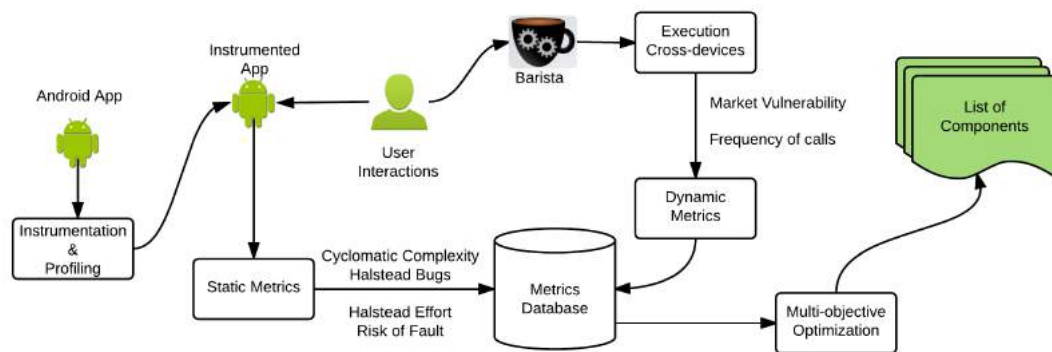 Android App
Instrumentation
&
Profiling
Instrumented
App
User
Interactions
Barista
Execution
Cross-devices
Market Vulnerability
Frequency of calls
Dynamic
Metrics
Static Metrics
Cyclomatic Complexity
Halstead Bugs
Halstead Effort
Risk of Fault
Metrics
Database
Multi-objective
Optimization
List of
Components